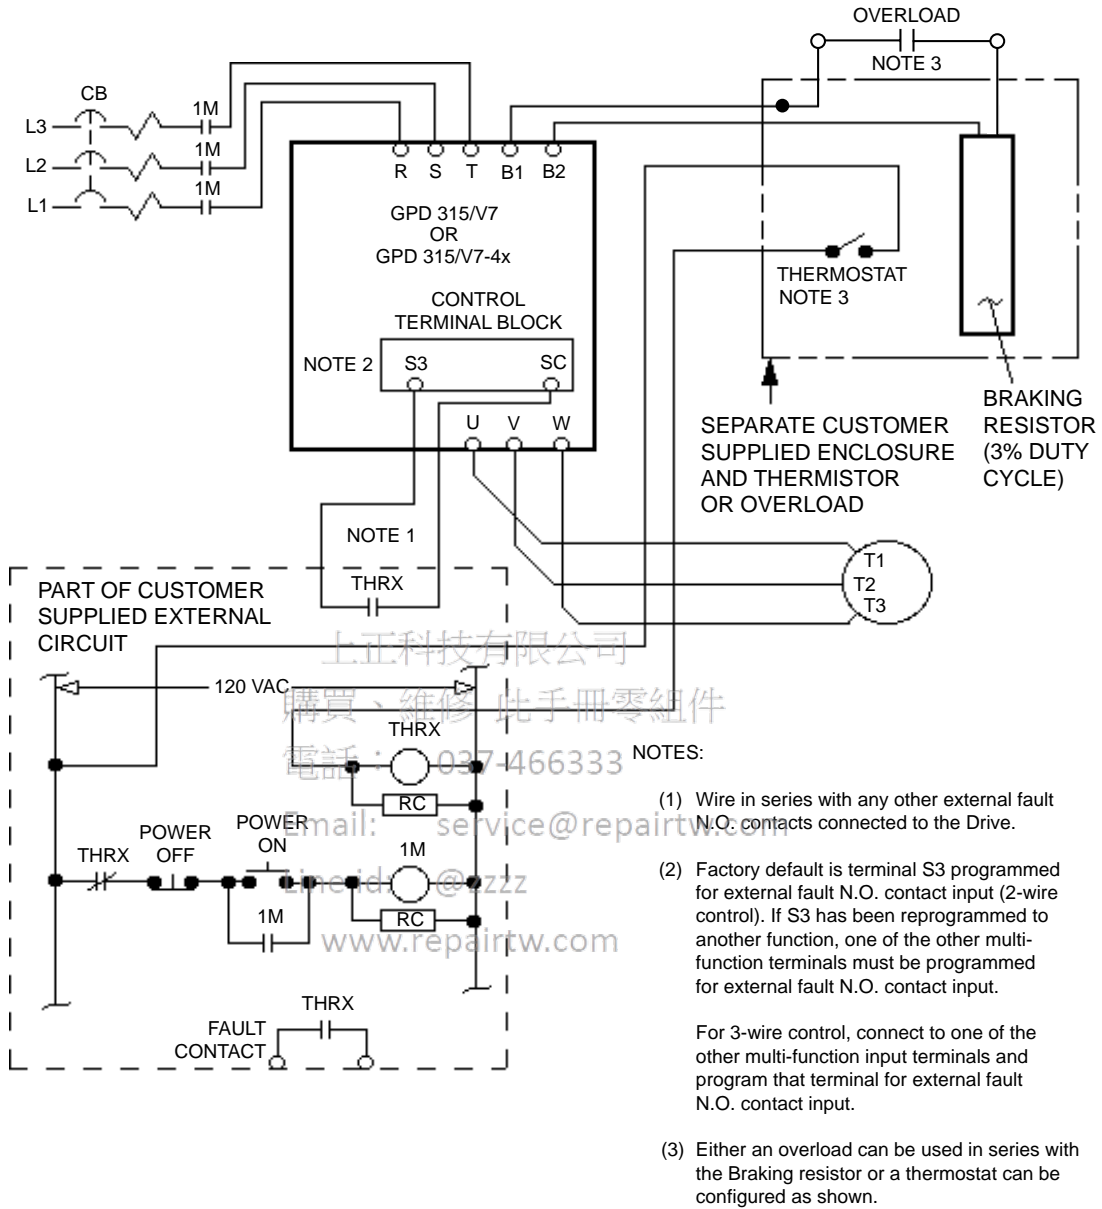 OVERLOAD
NOTE 3
CB
L3
1M
L2
1M
L1
1M
R S T B1 B2
GPD 315/V7
OR
GPD 315/V7-4x
CONTROL
TERMINAL BLOCK
NOTE 2
S3
SC
U V W
THERMOSTAT
NOTE 3
SEPARATE CUSTOMER
SUPPLIED ENCLOSURE
AND THERMISTOR
OR OVERLOAD
BRAKING
RESISTOR
(3% DUTY
CYCLE)
NOTE 1
THRX
T1
T2
T3
PART OF CUSTOMER
SUPPLIED EXTERNAL
CIRCUIT
120 VAC
THRX
RC
THRX
POWER
OFF
POWER
ON
1M
1M
RC
THRX
FAULT
CONTACT
上正科技有限公司
購買、維修 此手冊零組件
電話: 037-466333
Email: service@repairtw.com
Line id: @zzzz
www.repairtw.com
NOTES:
(1) Wire in series with any other external fault
N.O. contacts connected to the Drive.
(2) Factory default is terminal S3 programmed
for external fault N.O. contact input (2-wire
control). If S3 has been reprogrammed to
another function, one of the other multi-
function terminals must be programmed
for external fault N.O. contact input.
For 3-wire control, connect to one of the
other multi-function input terminals and
program that terminal for external fault
N.O. contact input.
(3) Either an overload can be used in series with
the Braking resistor or a thermostat can be
configured as shown.